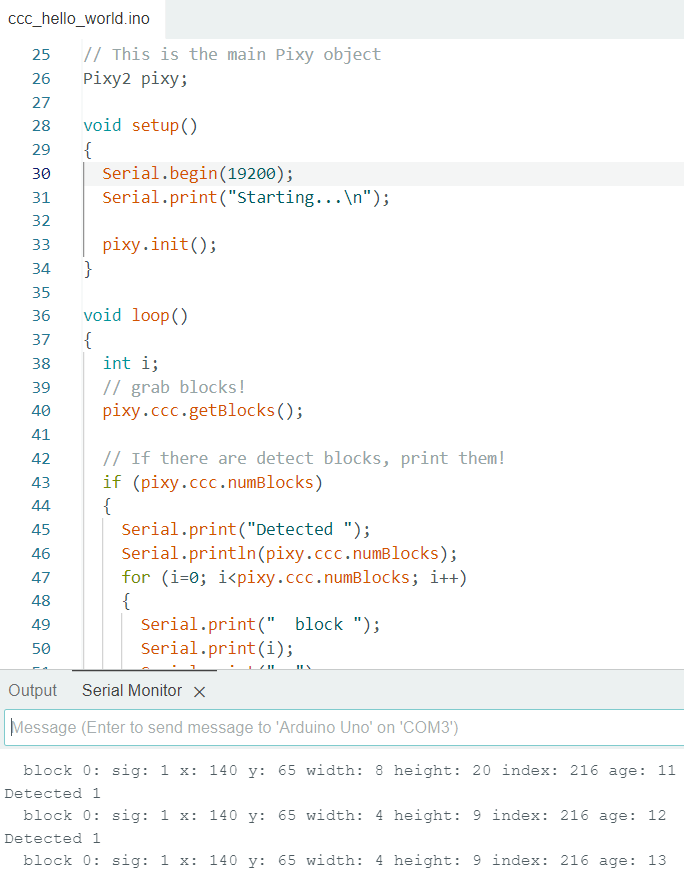 ccc_hello_world.ino
25 // This is the main Pixy object
26 Pixy2 pixy;
27
28 void setup()
29 {
30 Serial.begin(19200);
31 Serial.print("Starting...\n");
32
33 pixy.init();
34 }
35
36 void loop()
37 {
38 int i;
39 // grab blocks!
40 pixy.ccc.getBlocks();
41
42 // If there are detect blocks, print them!
43 if (pixy.ccc.numBlocks)
44 {
45 Serial.print("Detected ");
46 Serial.println(pixy.ccc.numBlocks);
47 for (i=0; i<pixy.ccc.numBlocks; i++)
48 {
49 Serial.print("  block ");
50 Serial.print(i);
Output Serial Monitor
Message (Enter to send message to 'Arduino Uno' on 'COM3')
block 0: sig: 1 x: 140 y: 65 width: 8 height: 20 index: 216 age: 11
Detected 1
block 0: sig: 1 x: 140 y: 65 width: 4 height: 9 index: 216 age: 12
Detected 1
block 0: sig: 1 x: 140 y: 65 width: 4 height: 9 index: 216 age: 13